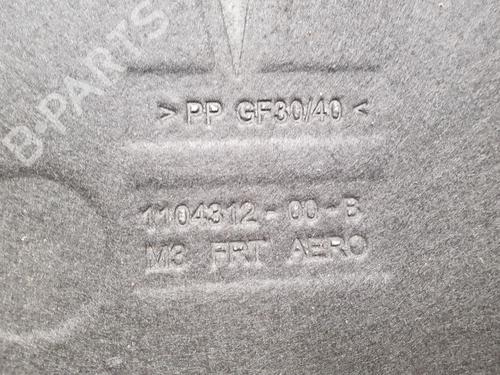 B-PARTS
> PP GF30/40 <
1104312-00-B
M3 FRT AERO